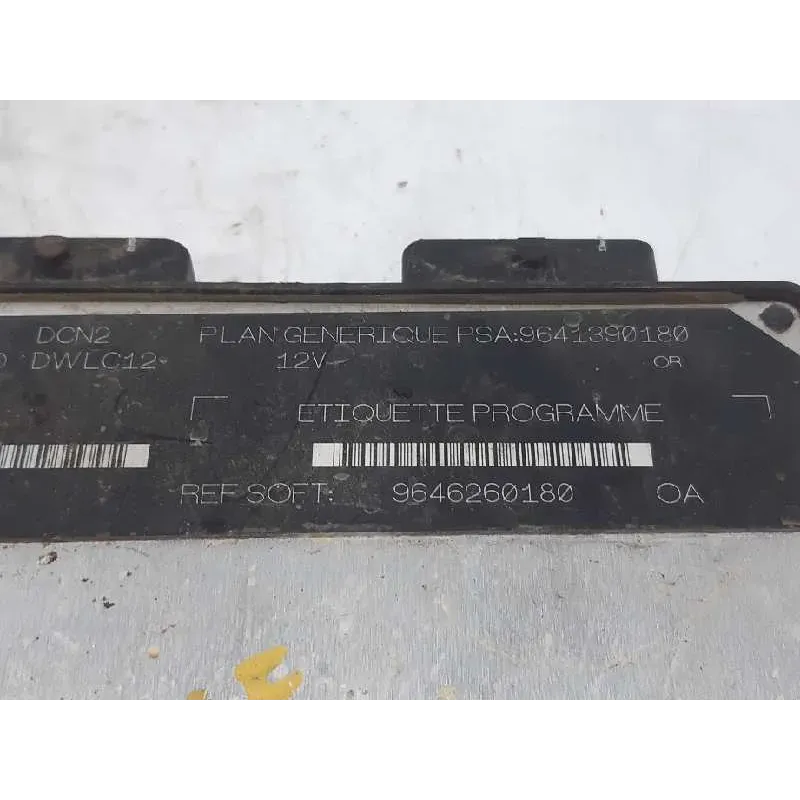 DCN2 PLAN GENERIQUE PSA:9641390180
DWLC12 12V OR
ETIQUETTE PROGRAMME
REF SOFT: 9646260180 OA